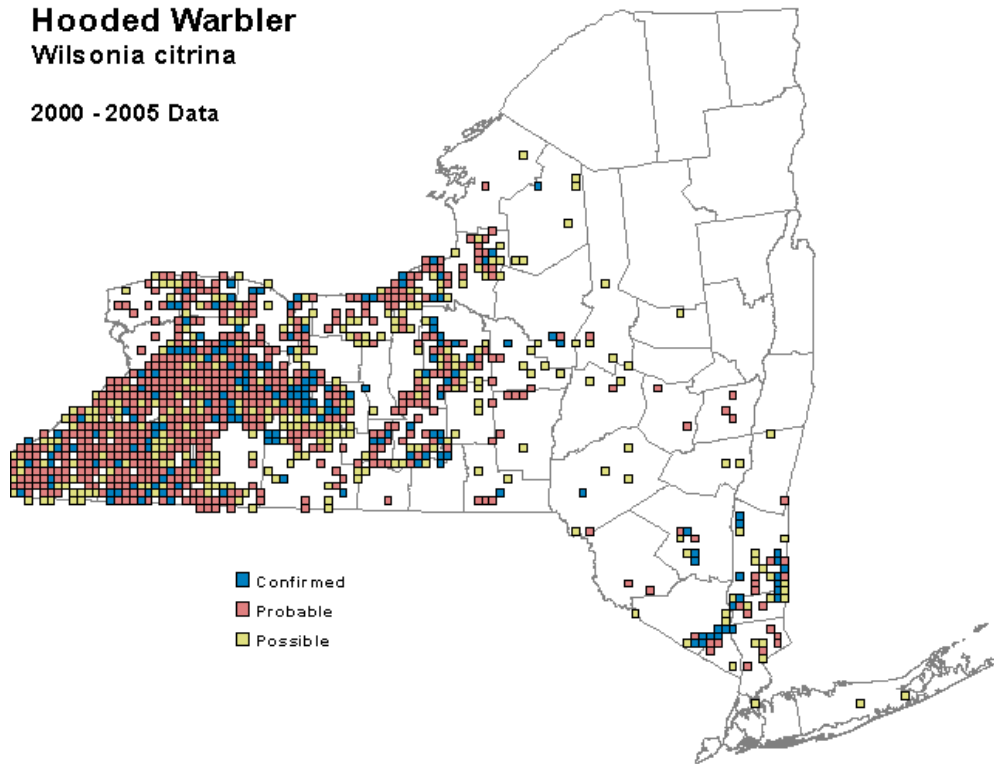 Hooded Warbler
Wilsonia citrina
2000 - 2005 Data
Confirmed
Probable
Possible